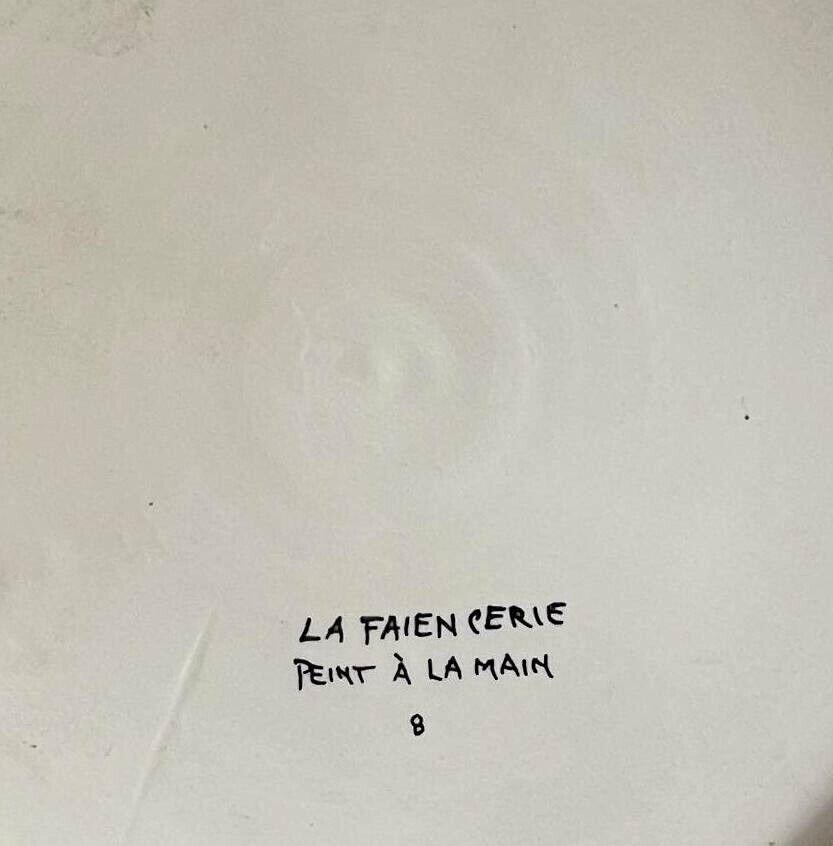 LA FAIENCERIE
PEINT À LA MAIN
8